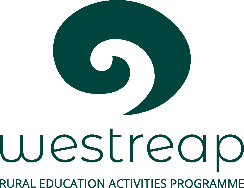 westreap
RURAL EDUCATION ACTIVITIES PROGRAMME